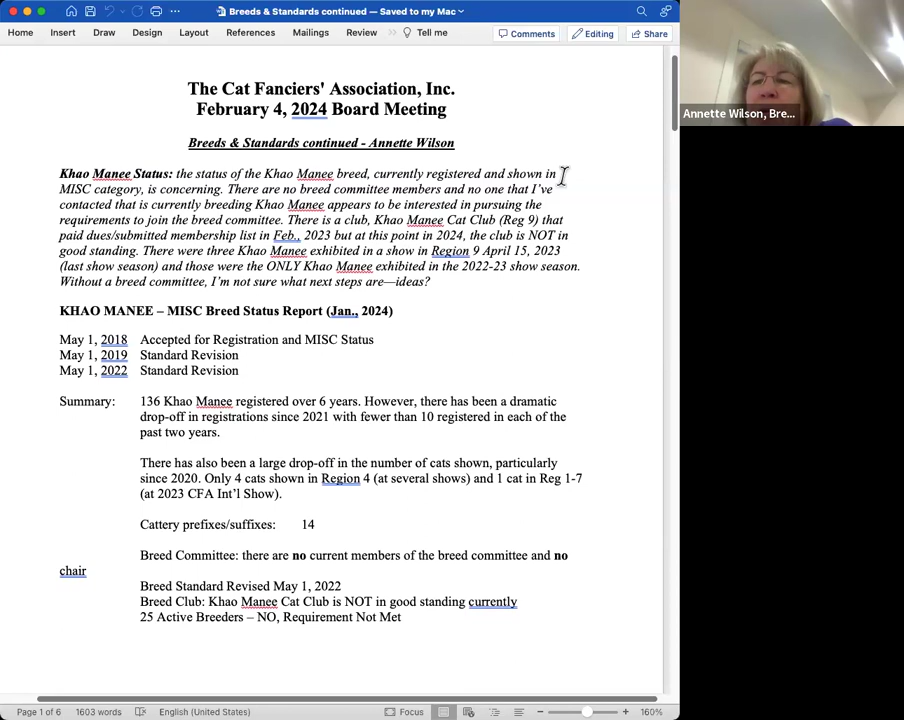 Breeds & Standards continued — Saved to my Mac
Home Insert Draw Design Layout References Mailings Review Tell me Comments Editing Share
The Cat Fanciers' Association, Inc.
February 4, 2024 Board Meeting
Breeds & Standards continued - Annette Wilson
Khao Manee Status: the status of the Khao Manee breed, currently registered and shown in
MISC category, is concerning. There are no breed committee members and no one that I've
contacted that is currently breeding Khao Manee appears to be interested in pursuing the
requirements to join the breed committee. There is a club, Khao Manee Cat Club (Reg 9) that
paid dues/submitted membership list in Feb., 2023 but at this point in 2024, the club is NOT in
good standing. There were three Khao Manee exhibited in a show in Region 9 April 15, 2023
(last show season) and those were the ONLY Khao Manee exhibited in the 2022-23 show season.
Without a breed committee, I'm not sure what next steps are—ideas?
KHAO MANEE – MISC Breed Status Report (Jan., 2024)
May 1, 2018 Accepted for Registration and MISC Status
May 1, 2019 Standard Revision
May 1, 2022 Standard Revision
Summary: 136 Khao Manee registered over 6 years. However, there has been a dramatic
drop-off in registrations since 2021 with fewer than 10 registered in each of the
past two years.
There has also been a large drop-off in the number of cats shown, particularly
since 2020. Only 4 cats shown in Region 4 (at several shows) and 1 cat in Reg 1-7
(at 2023 CFA Int'l Show).
Cattery prefixes/suffixes: 14
Breed Committee: there are no current members of the breed committee and no
chair
Breed Standard Revised May 1, 2022
Breed Club: Khao Manee Cat Club is NOT in good standing currently
25 Active Breeders – NO, Requirement Not Met
Page 1 of 6 1603 words English (United States) Focus 160%
Annette Wilson, Bre...